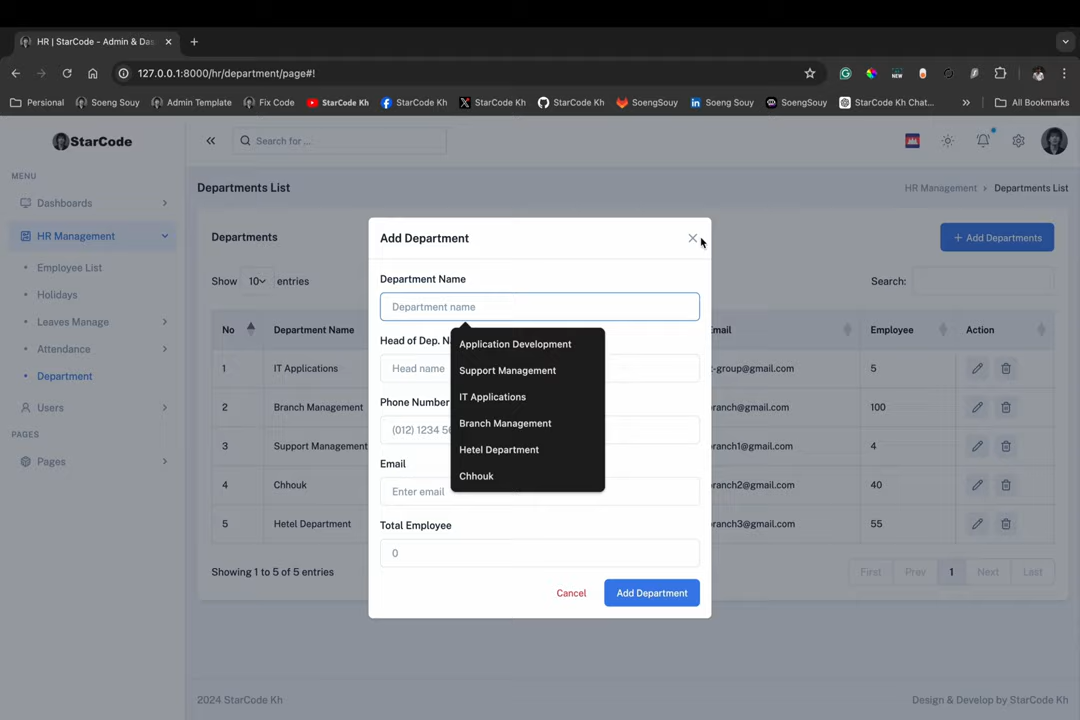 HR | StarCode - Admin & Das
127.0.0.1:8000/hr/department/page#!
Personal
Soeng Souy
Admin Template
Fix Code
StarCode Kh
StarCode Kh
StarCode Kh
StarCode Kh
SoengSouy
Soeng Souy
SoengSouy
StarCode Kh Chat...
All Bookmarks
NEW
StarCode
Search for ...
MENU
Dashboards
HR Management
Employee List
Holidays
Leaves Manage
Attendance
Department
Users
PAGES
Pages
Departments List
HR Management
Departments List
Departments
+ Add Departments
Show 10 entries
Search:
No Department Name Email Employee Action
1 IT Applications t-group@gmail.com 5
2 Branch Management ranch@gmail.com 100
3 Support Management ranch1@gmail.com 4
4 Chhouk ranch2@gmail.com 40
5 Hetel Department ranch3@gmail.com 55
Showing 1 to 5 of 5 entries
First Prev 1 Next Last
Add Department
Department Name
Department name
Application Development
Support Management
IT Applications
Branch Management
Hetel Department
Chhouk
Head of Dep. N
Head name
Phone Number
(012) 1234 56
Email
Enter email
Total Employee
0
Cancel
Add Department
2024 StarCode Kh
Design & Develop by StarCode Kh